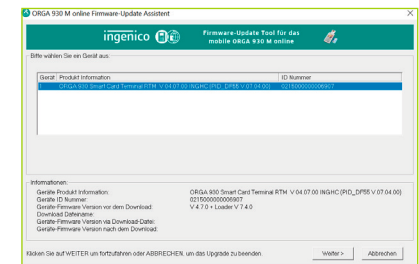 ORGA 930 M online Firmware-Update Assistent
ingenico
Firmware-Update Tool für das
mobile ORGA 930 M online
Bitte wählen Sie ein Gerät aus:
Gerät Produkt Information ID Nummer
1 ORGA 930 Smart Card Terminal RTM V 04.07.00 INGHC (PID_DF55 V.07.04.00) 0215000000006907
Informationen:
Geräte Produkt Information: ORGA 930 Smart Card Terminal RTM V 04.07.00 INGHC (PID_DF55 V.07.04.00)
Geräte ID Nummer: 0215000000006907
Geräte-Firmware Version vor dem Download: V 4.7.0 + Loader V 7.4.0
Download Dateiname:
Geräte-Firmware Version via Download-Datei:
Geräte-Firmware Version nach dem Download:
Klicken Sie auf WEITER um fortzufahren oder ABBRECHEN, um das Upgrade zu beenden.
Weiter > Abbrechen